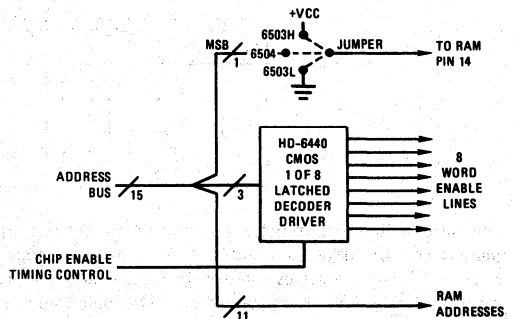 +VCC
6503H
MSB
6504
JUMPER
TO RAM
PIN 14
1
6503L
HD-6440
CMOS
1 OF 8
LATCHED
DECODER
DRIVER
8
WORD
ENABLE
LINES
ADDRESS
BUS
15
3
CHIP ENABLE
TIMING CONTROL
RAM
ADDRESSES
11